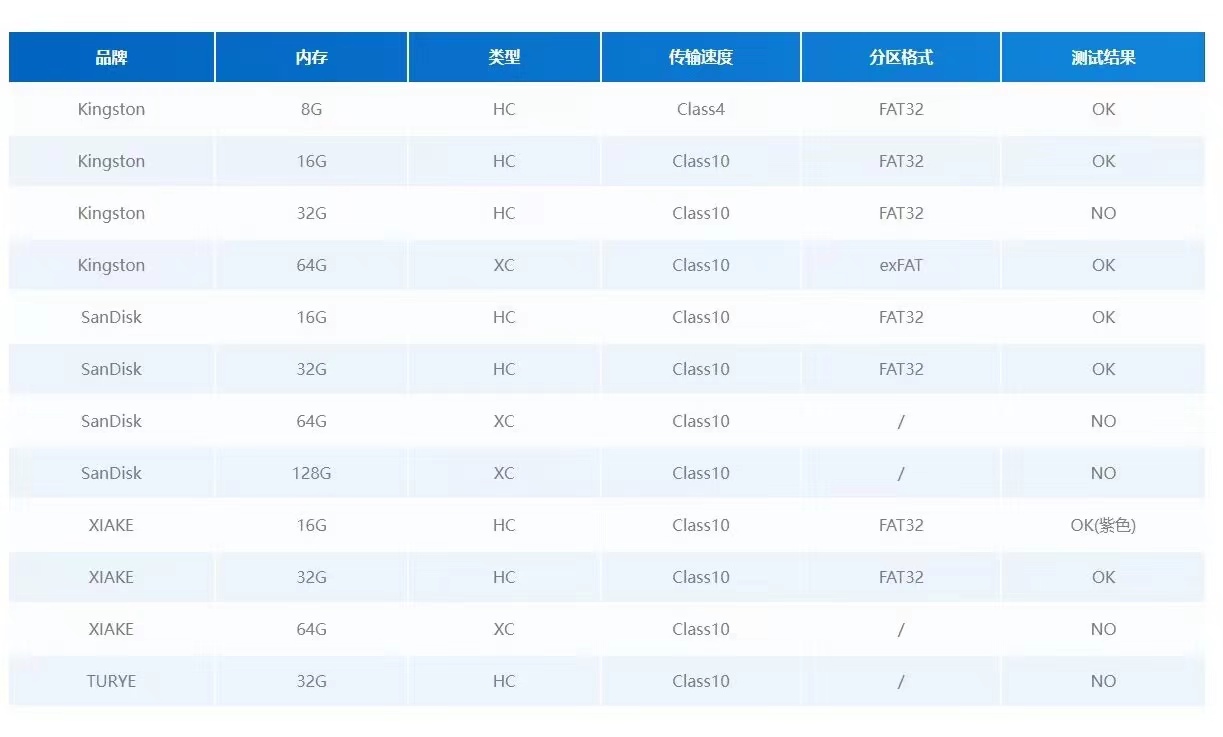 品牌 内存 类型 传输速度 分区格式 测试结果
Kingston 8G HC Class4 FAT32 OK
Kingston 16G HC Class10 FAT32 OK
Kingston 32G HC Class10 FAT32 NO
Kingston 64G XC Class10 exFAT OK
SanDisk 16G HC Class10 FAT32 OK
SanDisk 32G HC Class10 FAT32 OK
SanDisk 64G XC Class10 / NO
SanDisk 128G XC Class10 / NO
XIAKE 16G HC Class10 FAT32 OK(紫色)
XIAKE 32G HC Class10 FAT32 OK
XIAKE 64G XC Class10 / NO
TURYE 32G HC Class10 / NO